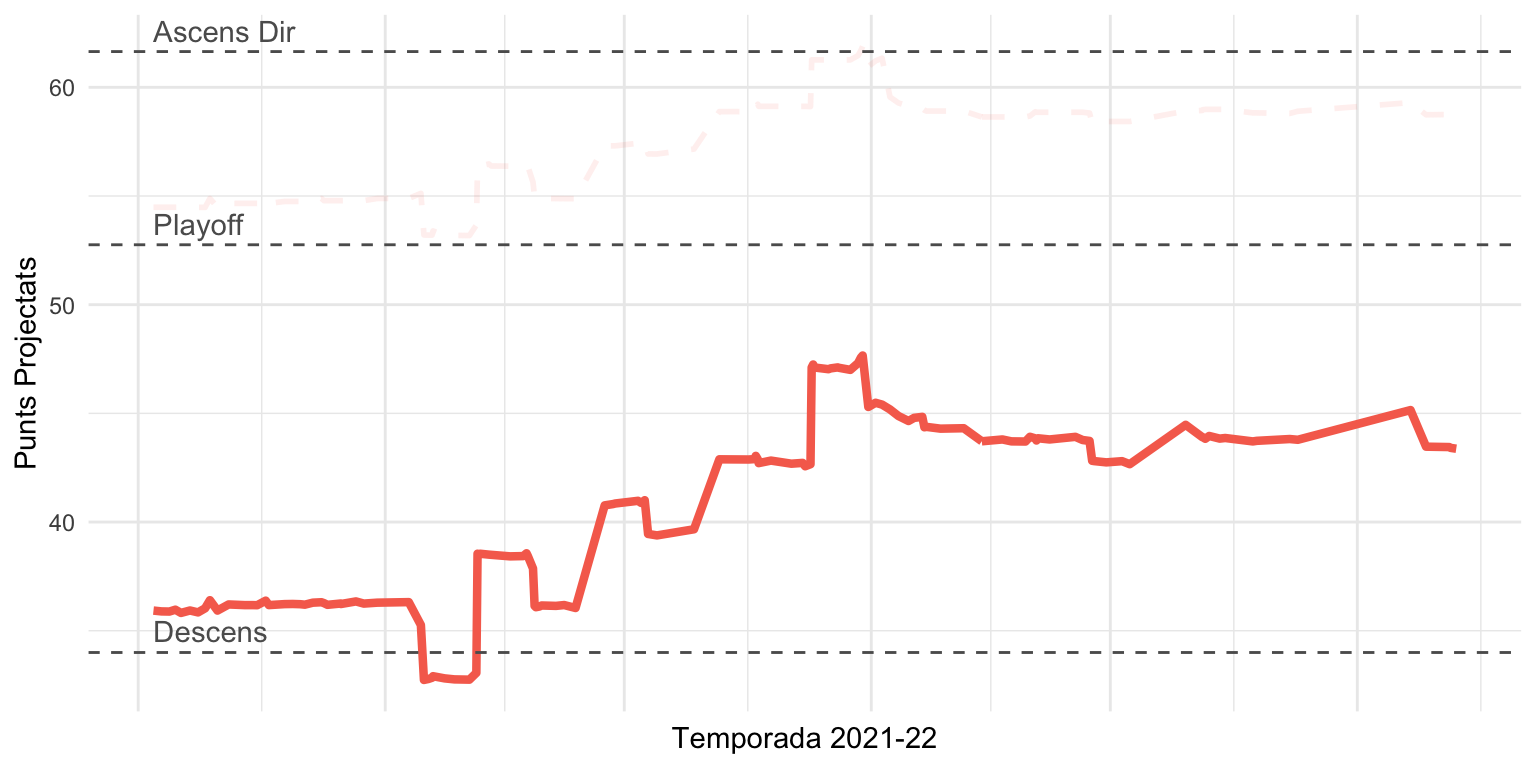 Ascens Dir
60
Playoff
50
Punts Projectats
40
Descens
Temporada 2021-22